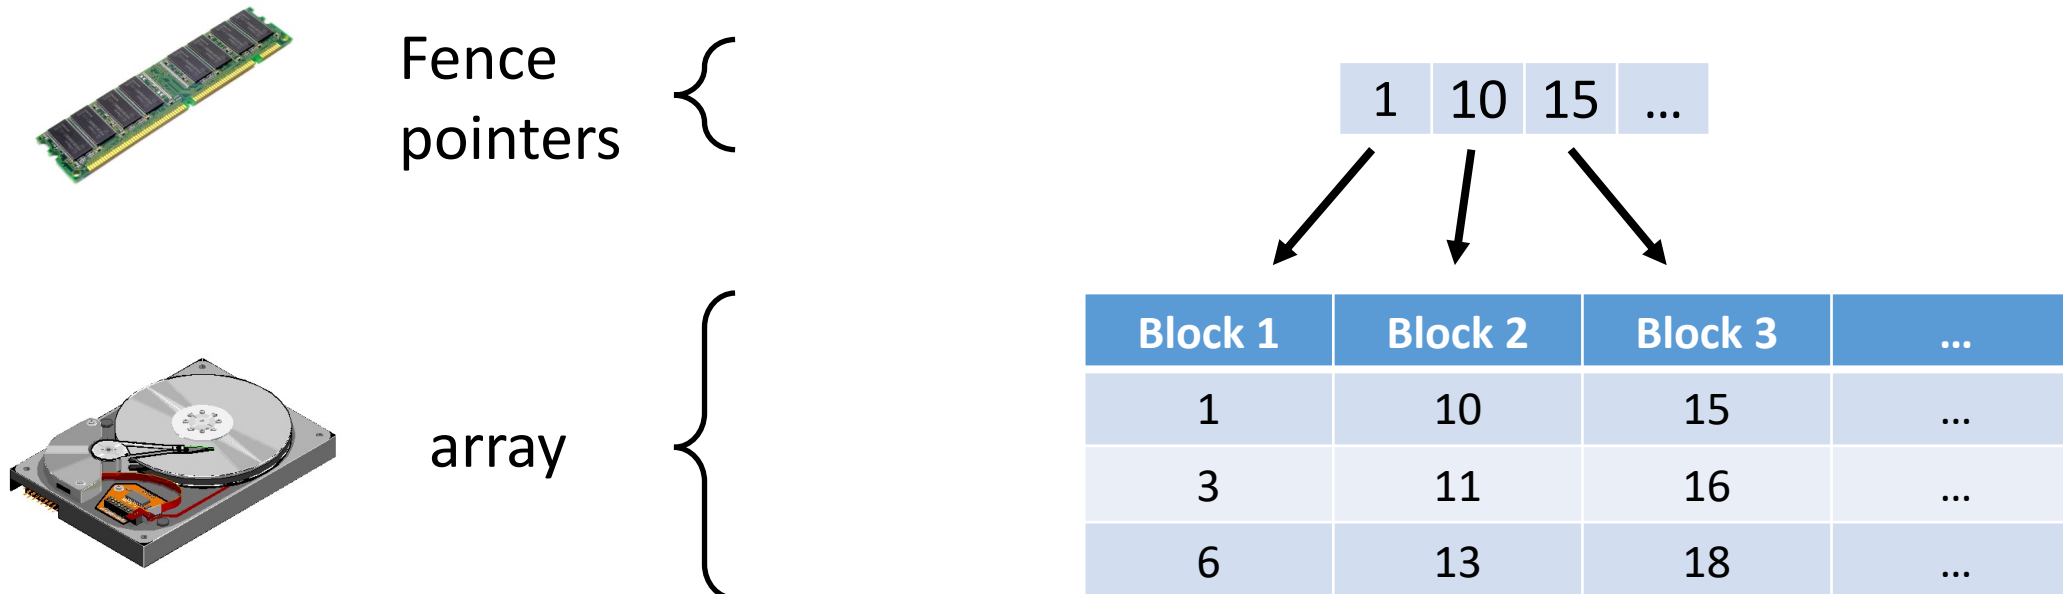 Fence
pointers
1 10 15 ...
Block 1 Block 2 Block 3 ...
1 10 15 ...
array
3 11 16 ...
6 13 18 ...